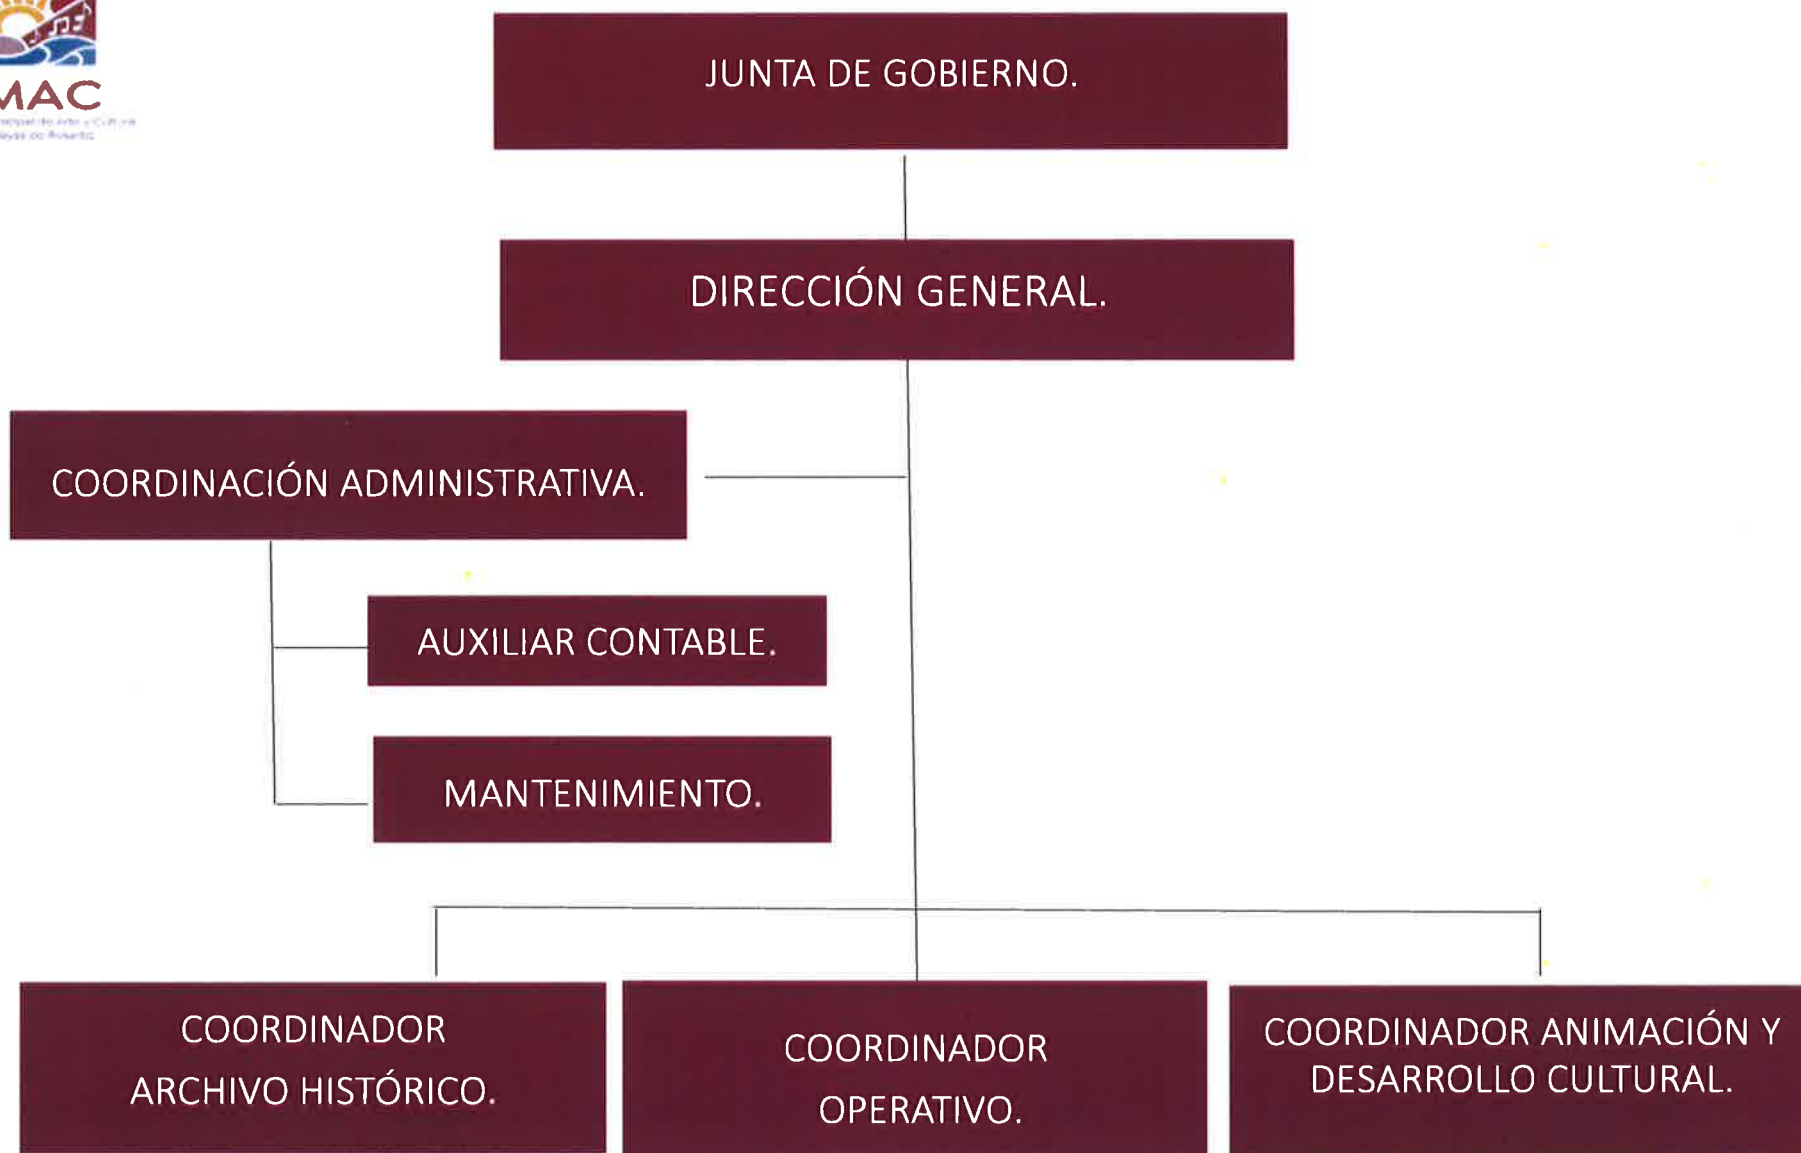 MAC
JUNTA DE GOBIERNO.
DIRECCIÓN GENERAL.
COORDINACIÓN ADMINISTRATIVA.
AUXILIAR CONTABLE.
MANTENIMIENTO.
COORDINADOR
ARCHIVO HISTÓRICO.
COORDINADOR
OPERATIVO.
COORDINADOR ANIMACIÓN Y
DESARROLLO CULTURAL.